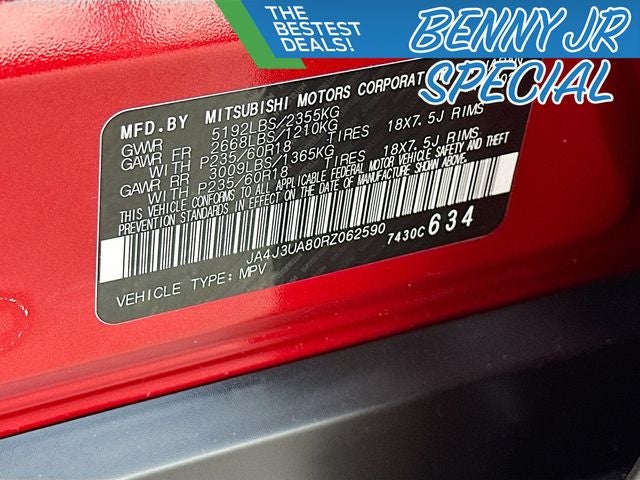 THE
BESTEST
DEALS!
BENNY JR
SPECIAL
MFD.BY MITSUBISHI MOTORS CORPORATION
GVWR 5192LBS/2355KG
GAWR FR 2668LBS/1210KG
WITH P235/60R18 TIRES 18X7.5J RIMS
GAWR RR 3009LBS/1365KG
WITH P235/60R18 TIRES 18X7.5J RIMS
THIS VEHICLE CONFORMS TO ALL APPLICABLE FEDERAL MOTOR VEHICLE SAFETY AND THEFT
PREVENTION STANDARDS IN EFFECT ON THE DATE OF MANUFACTURE SHOWN ABOVE.
JA4J3UA80RZ062590 7430C 634
VEHICLE TYPE: MPV